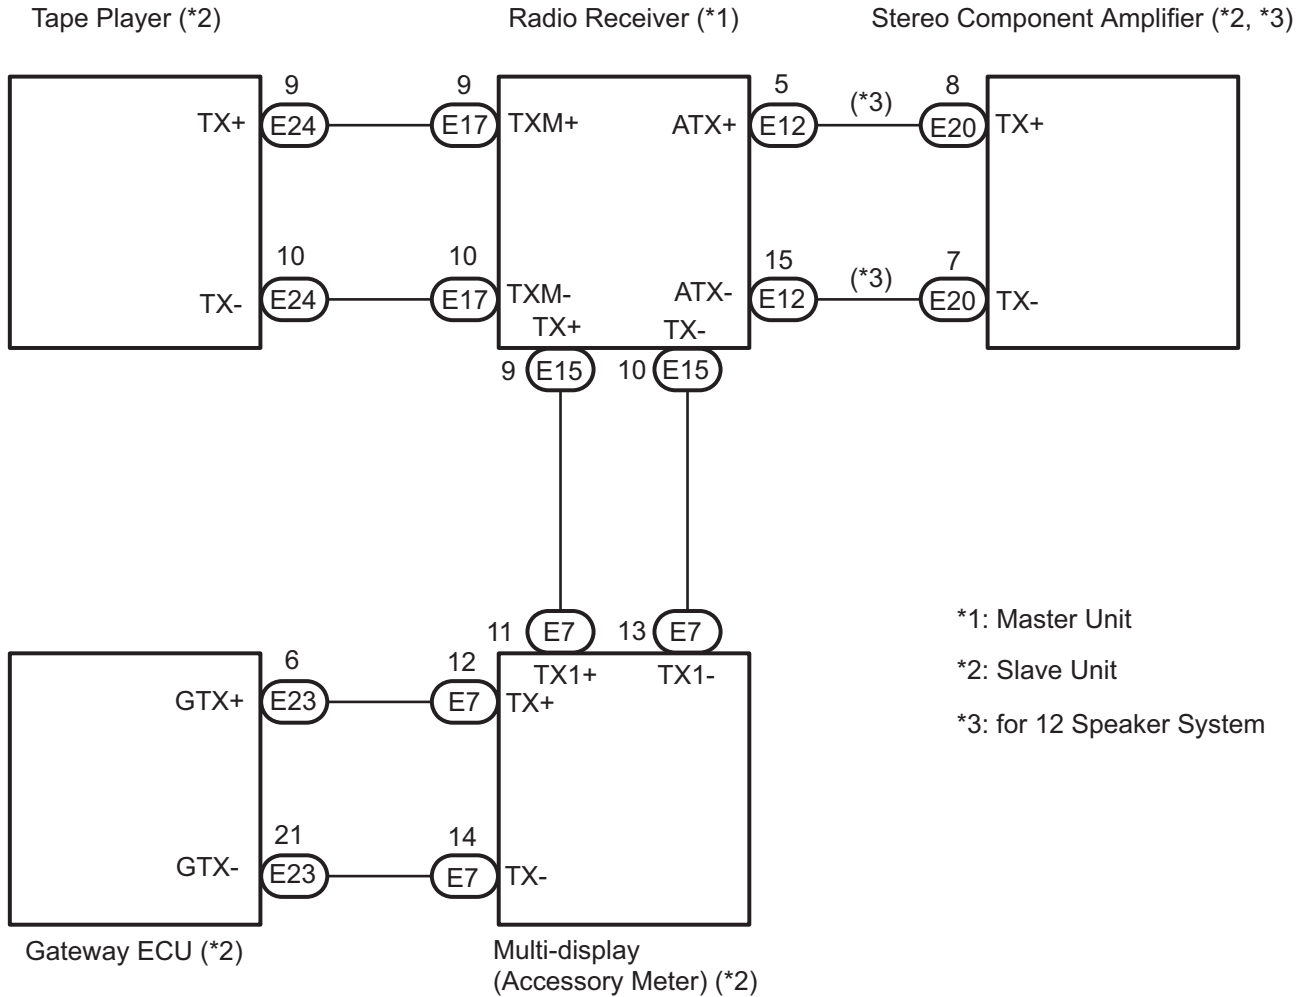 Tape Player (*2)
Radio Receiver (*1)
Stereo Component Amplifier (*2, *3)
9
9
5
(*3)
8
TX+
E24
E17
TXM+
ATX+
E12
E20
TX+
10
10
15
(*3)
7
TX-
E24
E17
TXM-
ATX-
E12
E20
TX-
TX+
TX-
9
E15
10
E15
11
E7
13
E7
TX1+
TX1-
6
12
GTX+
E23
E7
TX+
21
14
GTX-
E23
E7
TX-
Gateway ECU (*2)
Multi-display
(Accessory Meter) (*2)
*1: Master Unit
*2: Slave Unit
*3: for 12 Speaker System